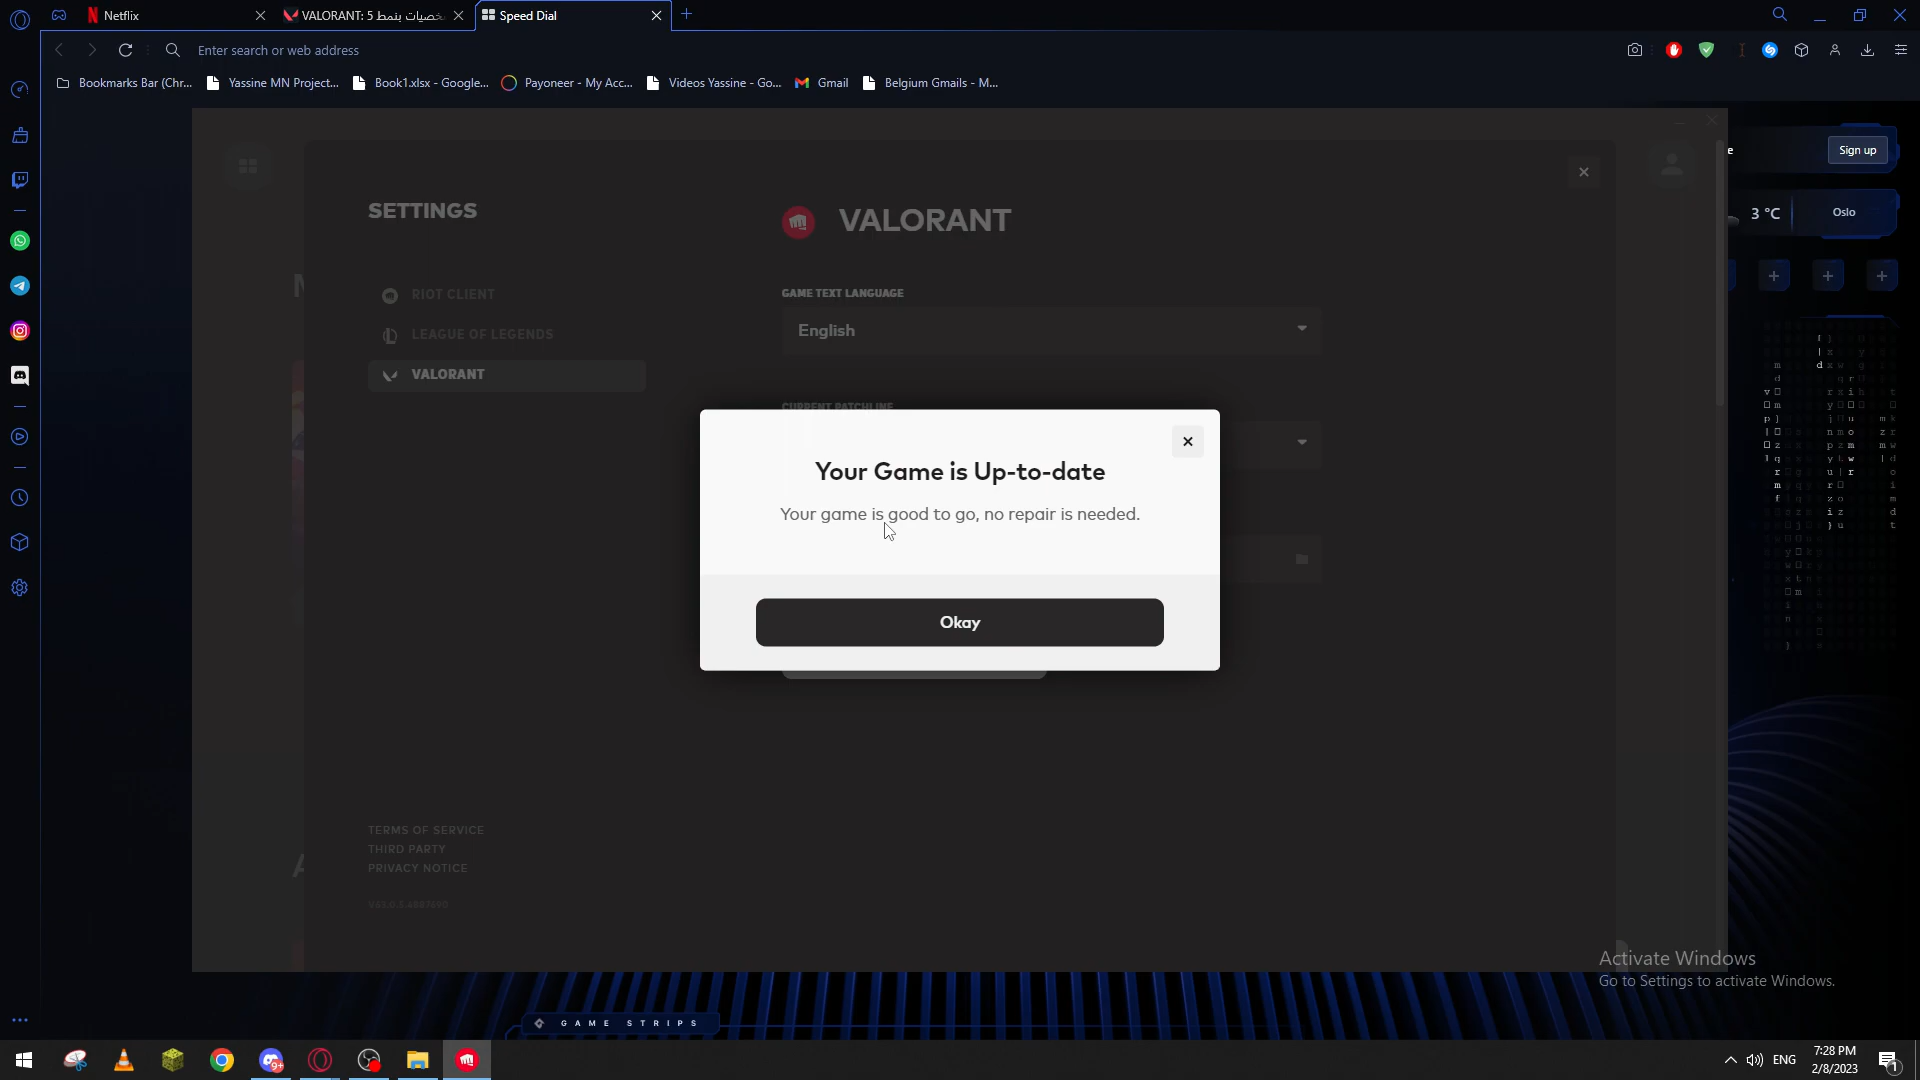 Netflix
VALORANT: 5 شخصيات بنمط
Speed Dial
Enter search or web address
Bookmarks Bar (Chr...
Yassine MN Project...
Book1.xlsx - Google...
Payoneer - My Acc...
Videos Yassine - Go...
Gmail
Belgium Gmails - M...
e
Sign up
3 °C
Oslo
SETTINGS
RIOT CLIENT
LEAGUE OF LEGENDS
VALORANT
VALORANT
GAME TEXT LANGUAGE
English
CURRENT PATCHLINE
Your Game is Up-to-date
Your game is good to go, no repair is needed.
Okay
TERMS OF SERVICE
THIRD PARTY
PRIVACY NOTICE
Activate Windows
Go to Settings to activate Windows.
GAME STRIPS
9+
ENG
7:28 PM
2/8/2023
1